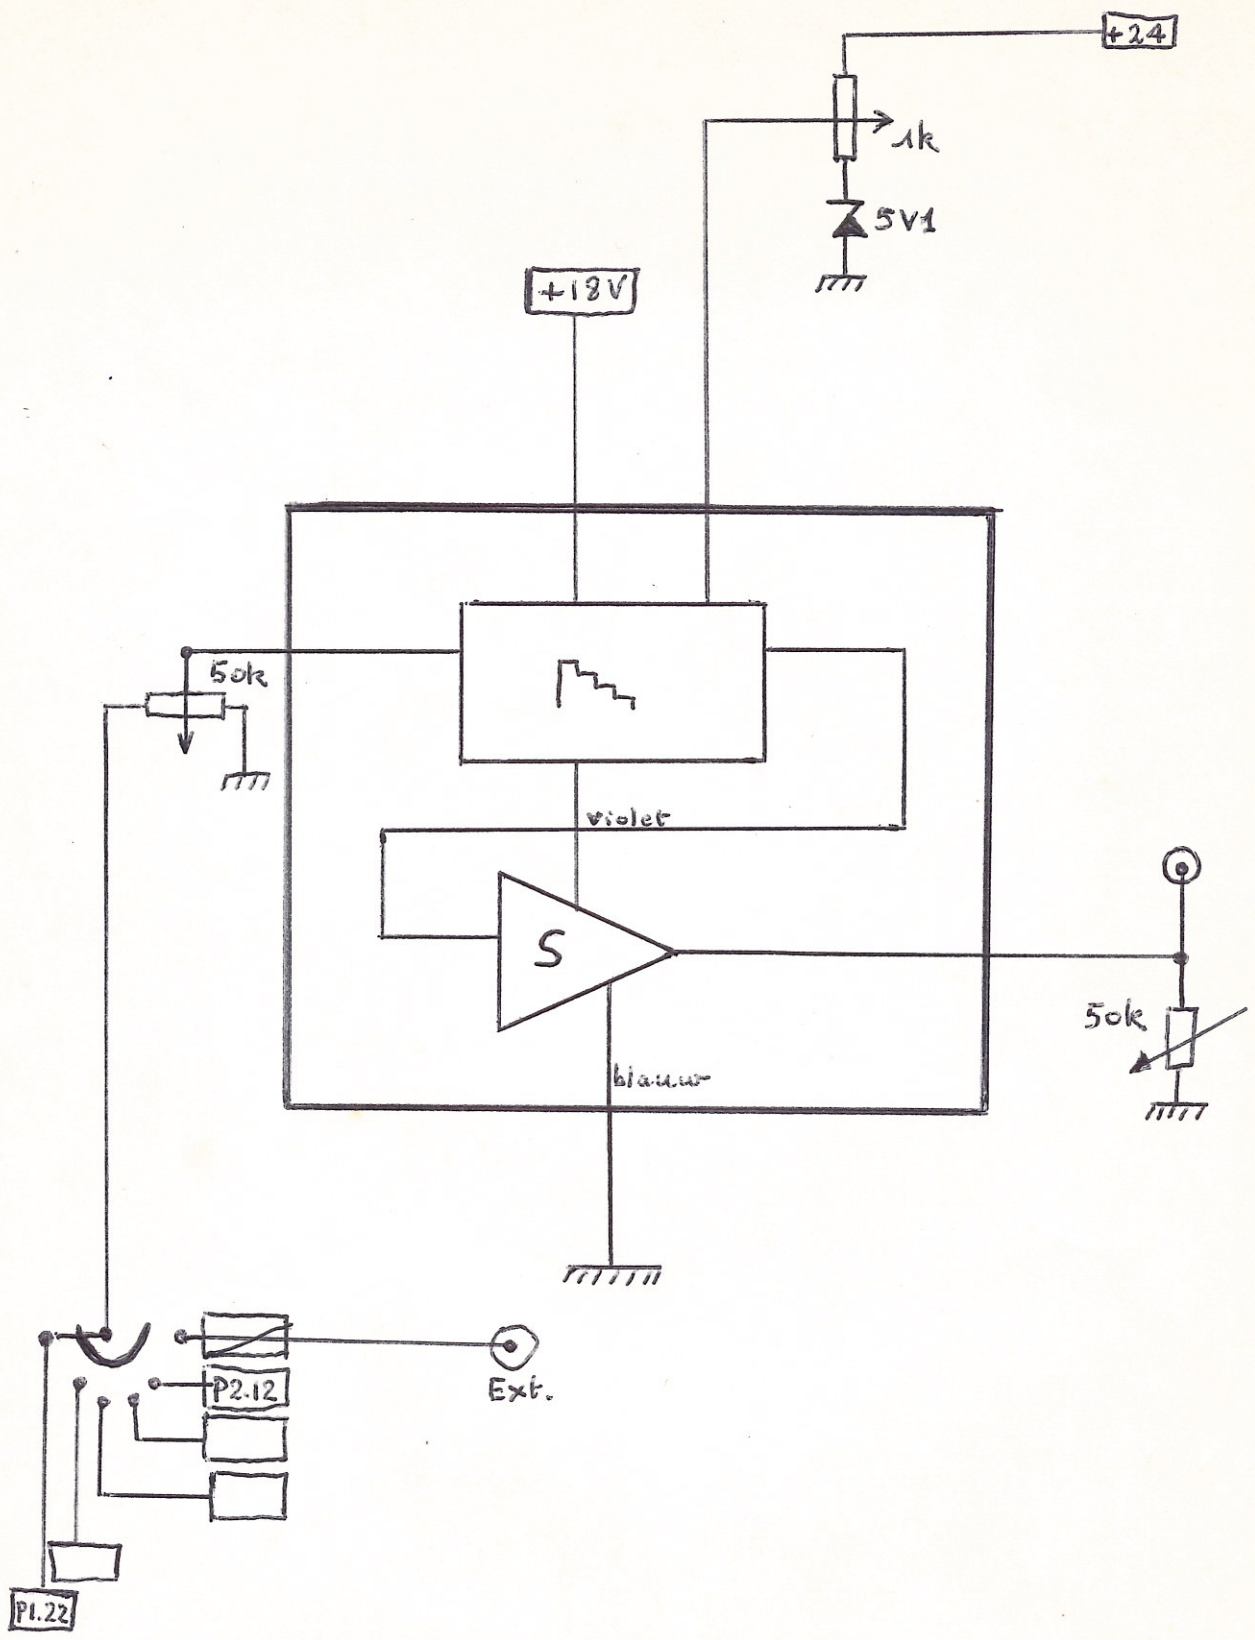 +24
1k
5V1
+18V
50k
violet
S
50k
blauw
Ext.
P2.12
P1.22